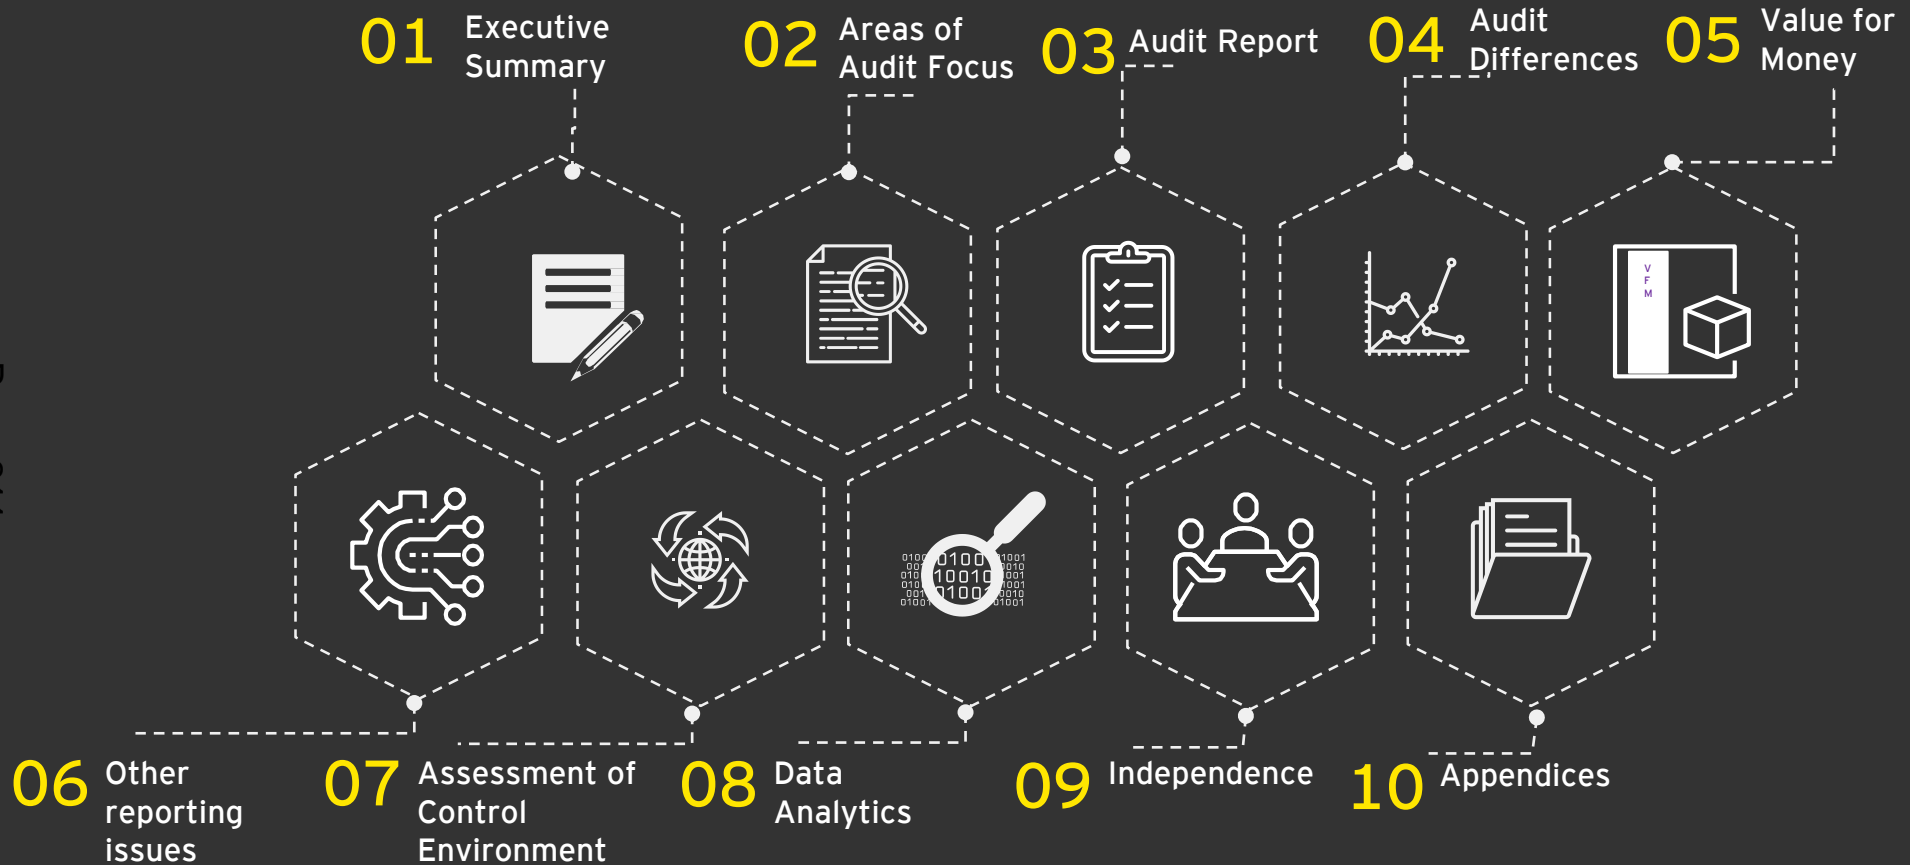 01 Executive
Summary
02 Areas of
Audit Focus
03 Audit Report
04 Audit
Differences
05 Value for
Money
V
F
M
06 Other
reporting
issues
07 Assessment of
Control
Environment
08 Data
Analytics
09 Independence
10 Appendices